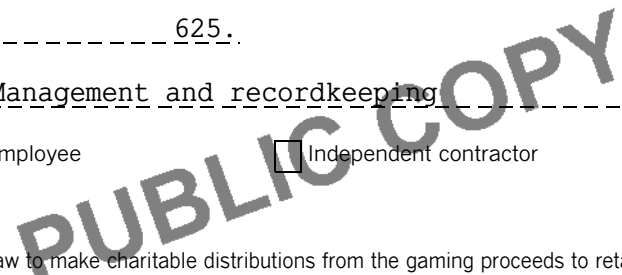 625.
Management and recordkeeping
mployee Independent contractor
aw to make charitable distributions from the gaming proceeds to reta
PUBLIC COPY